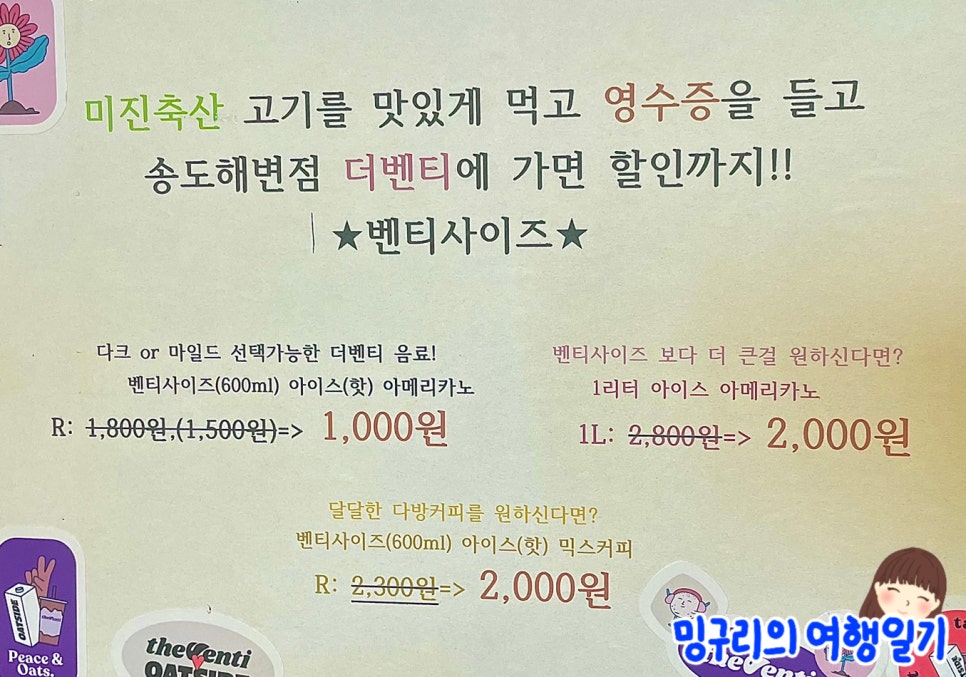 미진축산 고기를 맛있게 먹고 영수증을 들고
송도해변점 더벤티에 가면 할인까지!!
★벤티사이즈★
다크 or 마일드 선택가능한 더벤티 음료!
벤티사이즈(600ml) 아이스(핫) 아메리카노
R: 1,800원,(1,500원)=> 1,000원
벤티사이즈 보다 더 큰걸 원하신다면?
1리터 아이스 아메리카노
1L: 2,800원=> 2,000원
달달한 다방커피를 원하신다면?
벤티사이즈(600ml) 아이스(핫) 믹스커피
R: 2,300원=> 2,000원
OATSIDE
Peace &
Oats.
theVenti
OATSIDE
theVenti
밍구리의 여행일기